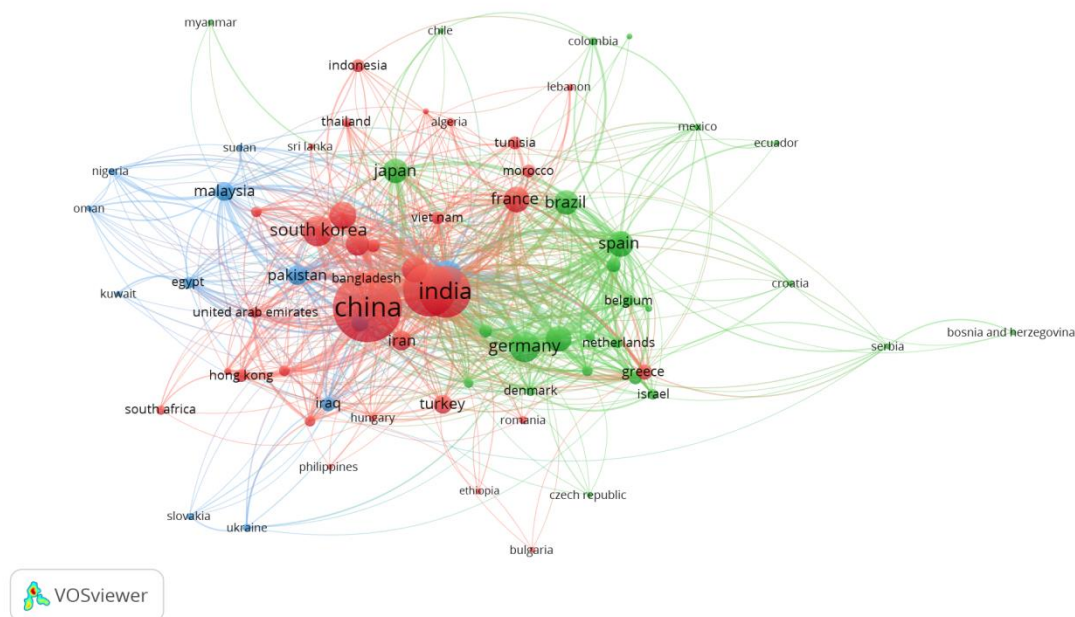 myanmar
chile
colombia
indonesia
lebanon
thailand
algeria
mexico
ecuador
tunisia
sudan
sri lanka
nigeria
japan
morocco
malaysia
france
brazil
oman
viet nam
south korea
spain
pakistan
bangladesh
egypt
croatia
kuwait
india
belgium
china
united arab emirates
bosnia and herzegovina
iran
germany
netherlands
serbia
hong kong
greece
denmark
israel
south africa
iraq
turkey
hungary
romania
philippines
ethiopia
czech republic
slovakia
ukraine
bulgaria
VOSviewer